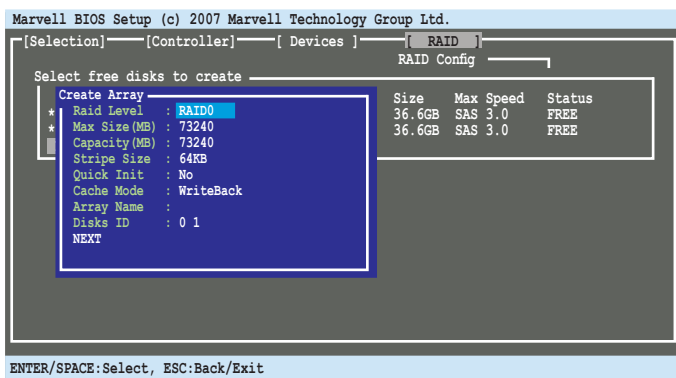 Marvell BIOS Setup (c) 2007 Marvell Technology Group Ltd.
[Selection] [Controller] [ Devices ] [ RAID ]
RAID Config
Select free disks to create
Create Array
Size Max Speed Status
* Raid Level : RAID0 36.6GB SAS 3.0 FREE
* Max Size(MB) : 73240 36.6GB SAS 3.0 FREE
Capacity(MB) : 73240
Stripe Size : 64KB
Quick Init : No
Cache Mode : WriteBack
Array Name :
Disks ID : 0 1
NEXT
ENTER/SPACE:Select, ESC:Back/Exit